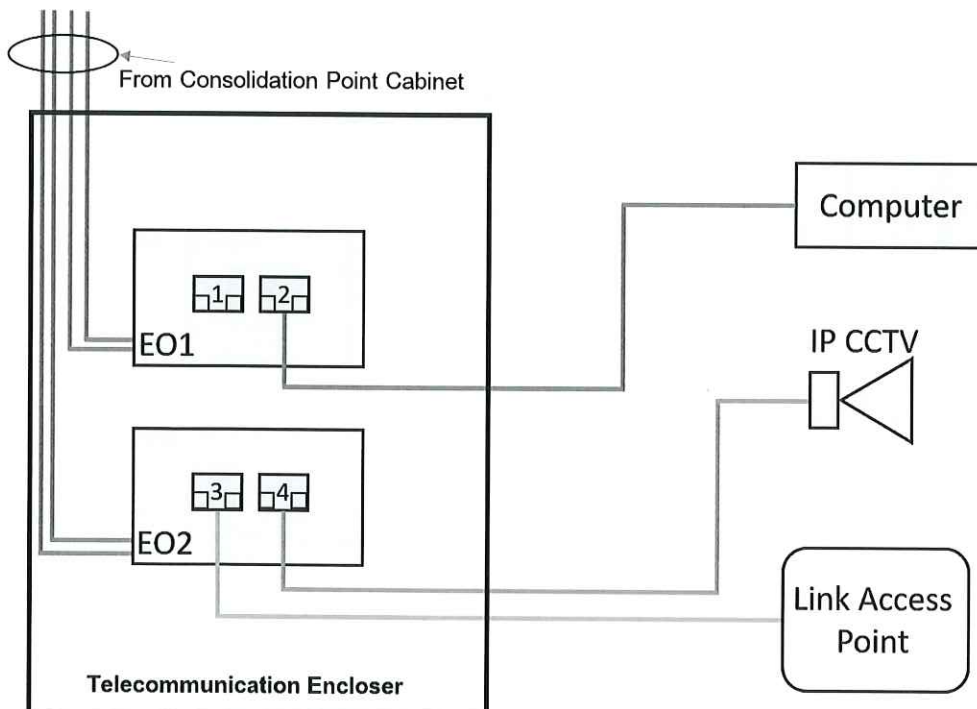 From Consolidation Point Cabinet
Computer
1
2
EO1
IP CCTV
3
4
EO2
Link Access
Point
Telecommunication Encloser